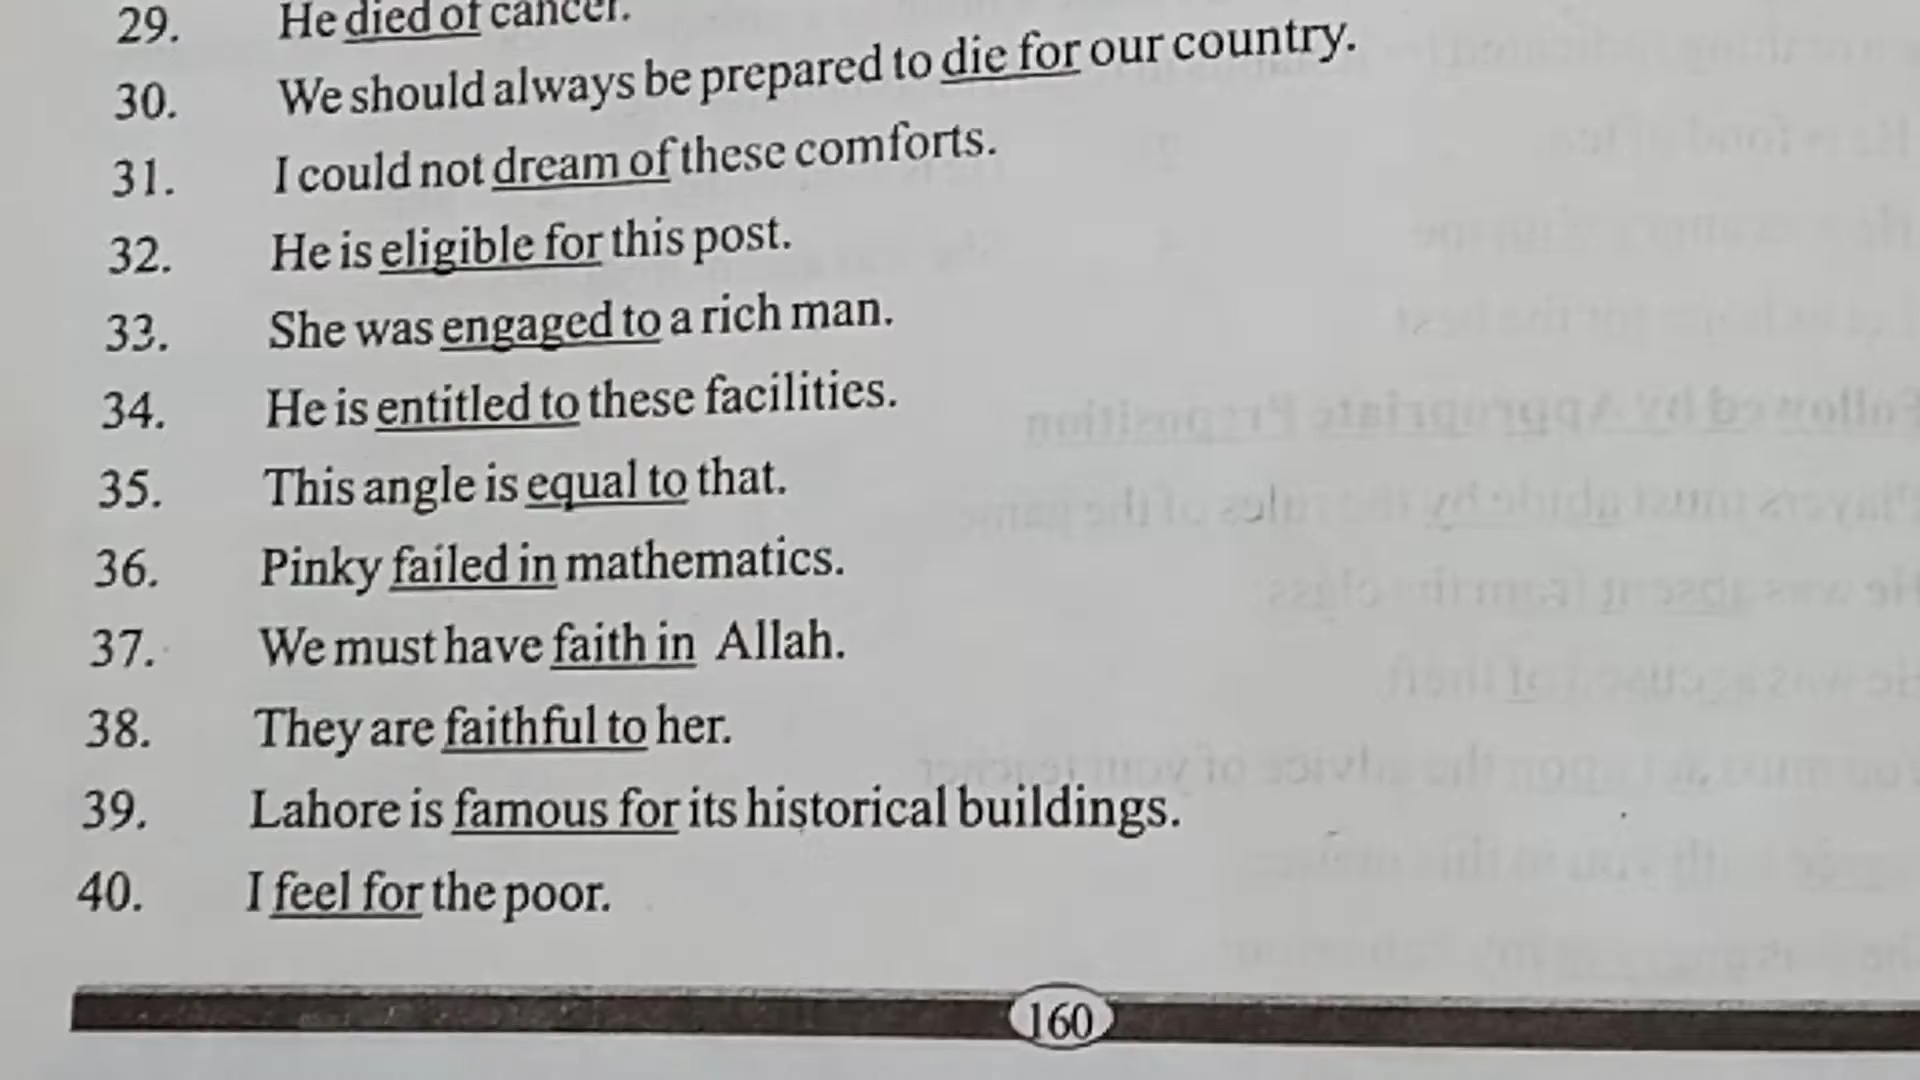 29. He died of cancer.
30. We should always be prepared to die for our country.
31. I could not dream of these comforts.
32. He is eligible for this post.
33. She was engaged to a rich man.
34. He is entitled to these facilities.
35. This angle is equal to that.
36. Pinky failed in mathematics.
37. We must have faith in Allah.
38. They are faithful to her.
39. Lahore is famous for its historical buildings.
40. I feel for the poor.
160